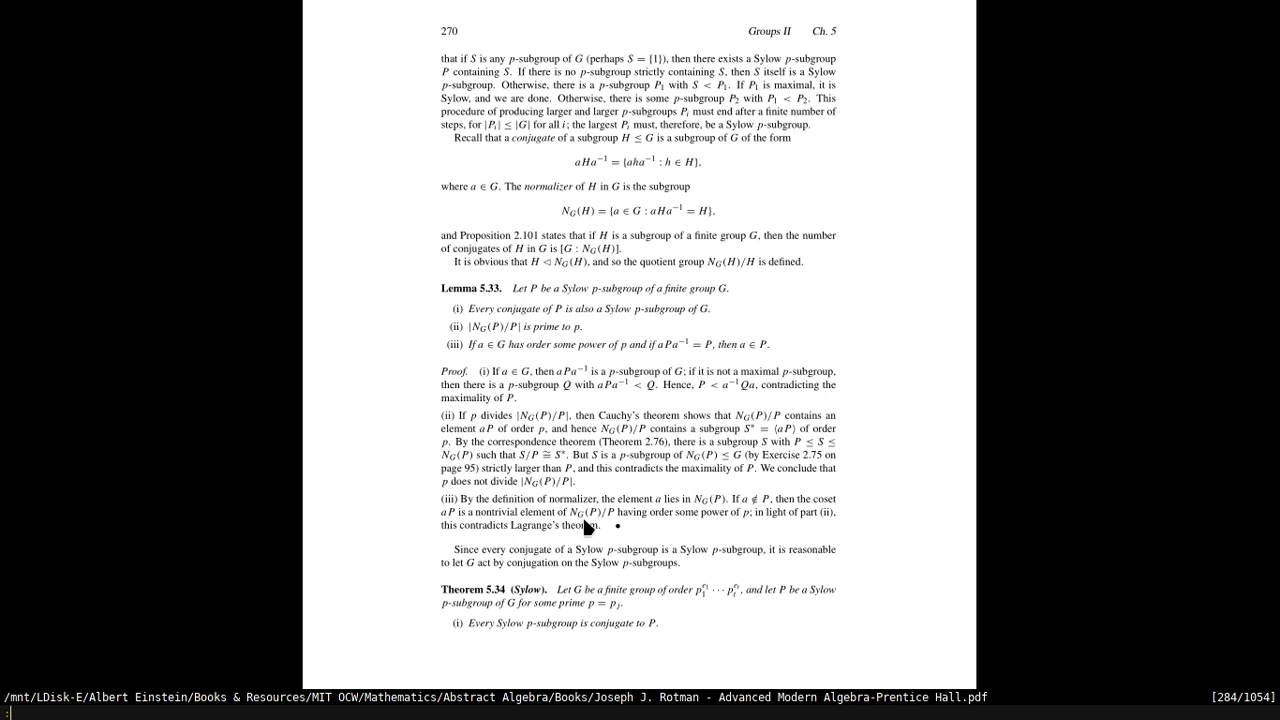 270 Groups II Ch. 5
that if S is any p-subgroup of G (perhaps S = {1}), then there exists a Sylow p-subgroup
P containing S. If there is no p-subgroup strictly containing S, then S itself is a Sylow
p-subgroup. Otherwise, there is a p-subgroup P₁ with S < P₁. If P₁ is maximal, it is
Sylow, and we are done. Otherwise, there is some p-subgroup P₂ with P₁ < P₂. This
procedure of producing larger and larger p-subgroups Pᵢ must end after a finite number of
steps, for |Pᵢ| ≤ |G| for all i; the largest Pᵢ must, therefore, be a Sylow p-subgroup.
Recall that a conjugate of a subgroup H ≤ G is a subgroup of G of the form
aHa⁻¹ = {aha⁻¹ : h ∈ H},
where a ∈ G. The normalizer of H in G is the subgroup
N_G(H) = {a ∈ G : aHa⁻¹ = H},
and Proposition 2.101 states that if H is a subgroup of a finite group G, then the number
of conjugates of H in G is [G : N_G(H)].
It is obvious that H ◁ N_G(H), and so the quotient group N_G(H)/H is defined.
Lemma 5.33. Let P be a Sylow p-subgroup of a finite group G.
(i) Every conjugate of P is also a Sylow p-subgroup of G.
(ii) |N_G(P)/P| is prime to p.
(iii) If a ∈ G has order some power of p and if aPa⁻¹ = P, then a ∈ P.
Proof. (i) If a ∈ G, then aPa⁻¹ is a p-subgroup of G; if it is not a maximal p-subgroup,
then there is a p-subgroup Q with aPa⁻¹ < Q. Hence, P < a⁻¹Qa, contradicting the
maximality of P.
(ii) If p divides |N_G(P)/P|, then Cauchy's theorem shows that N_G(P)/P contains an
element aP of order p, and hence N_G(P)/P contains a subgroup S* = ⟨aP⟩ of order
p. By the correspondence theorem (Theorem 2.76), there is a subgroup S with P ≤ S ≤
N_G(P) such that S/P ≅ S*. But S is a p-subgroup of N_G(P) ≤ G (by Exercise 2.75 on
page 95) strictly larger than P, and this contradicts the maximality of P. We conclude that
p does not divide |N_G(P)/P|.
(iii) By the definition of normalizer, the element a lies in N_G(P). If a ∉ P, then the coset
aP is a nontrivial element of N_G(P)/P having order some power of p; in light of part (ii),
this contradicts Lagrange's theorem. •
Since every conjugate of a Sylow p-subgroup is a Sylow p-subgroup, it is reasonable
to let G act by conjugation on the Sylow p-subgroups.
Theorem 5.34 (Sylow). Let G be a finite group of order p₁^{e₁} ⋯ pₜ^{eₜ}, and let P be a Sylow
p-subgroup of G for some prime p = pⱼ.
(i) Every Sylow p-subgroup is conjugate to P.
/mnt/LDisk-E/Albert Einstein/Books & Resources/MIT OCW/Mathematics/Abstract Algebra/Books/Joseph J. Rotman - Advanced Modern Algebra-Prentice Hall.pdf [284/1054]
: